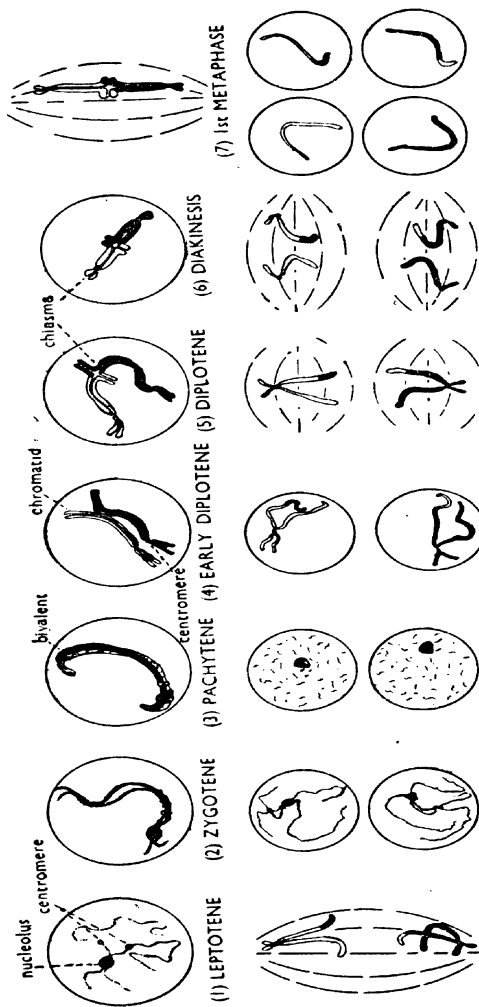 nucleolus
centromere
bivalent
chromatid
centromere
chiasma
(1) LEPTOTENE
(2) ZYGOTENE
(3) PACHYTENE
(4) EARLY DIPLOTENE
(5) DIPLOTENE
(6) DIAKINESIS
(7) 1st METAPHASE